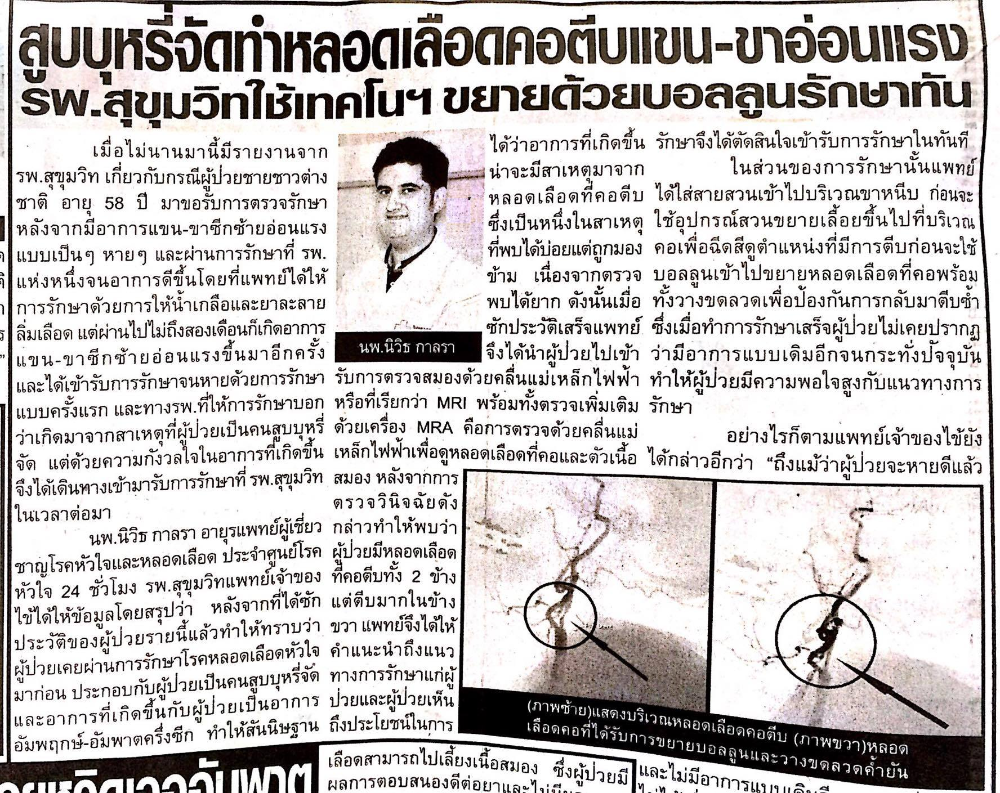 สูบบุหรี่จัดทำหลอดเลือดคอตีบแขน-ขาอ่อนแรง
รพ.สุขุมวิทใช้เทคโนฯ ขยายด้วยบอลลูนรักษาทัน
เมื่อไม่นานมานี้มีรายงานจาก
รพ.สุขุมวิท เกี่ยวกับกรณีผู้ป่วยชายชาวต่าง
ชาติ อายุ 58 ปี มาขอรับการตรวจรักษา
หลังจากมีอาการแขน-ขาซีกซ้ายอ่อนแรง
แบบเป็นๆ หายๆ และผ่านการรักษาที่ รพ.
แห่งหนึ่งจนอาการดีขึ้นโดยที่แพทย์ได้ให้
การรักษาด้วยการให้น้ำเกลือและยาละลาย
ลิ่มเลือด แต่ผ่านไปไม่ถึงสองเดือนก็เกิดอาการ
แขน-ขาซีกซ้ายอ่อนแรงขึ้นมาอีกครั้ง
และได้เข้ารับการรักษาจนหายด้วยการรักษา
แบบครั้งแรก และทางรพ.ที่ให้การรักษาบอก
ว่าเกิดมาจากสาเหตุที่ผู้ป่วยเป็นคนสูบบุหรี่
จัด แต่ด้วยความกังวลใจในอาการที่เกิดขึ้น
จึงได้เดินทางเข้ามารับการรักษาที่ รพ.สุขุมวิท
ในเวลาต่อมา
นพ.นิวิธ กาลรา อายุรแพทย์ผู้เชี่ยว
ชาญโรคหัวใจและหลอดเลือด ประจำศูนย์โรค
หัวใจ 24 ชั่วโมง รพ.สุขุมวิทแพทย์เจ้าของ
ไข้ได้ให้ข้อมูลโดยสรุปว่า หลังจากที่ได้ซัก
ประวัติของผู้ป่วยรายนี้แล้วทำให้ทราบว่า
ผู้ป่วยเคยผ่านการรักษาโรคหลอดเลือดหัวใจ
มาก่อน ประกอบกับผู้ป่วยเป็นคนสูบบุหรี่จัด
และอาการที่เกิดขึ้นกับผู้ป่วยเป็นอาการ
อัมพฤกษ์-อัมพาตครึ่งซีก ทำให้สันนิษฐาน
นพ.นิวิธ กาลรา
ได้ว่าอาการที่เกิดขึ้น
น่าจะมีสาเหตุมาจาก
หลอดเลือดที่คอตีบ
ซึ่งเป็นหนึ่งในสาเหตุ
ที่พบได้บ่อยแต่ถูกมอง
ข้าม เนื่องจากตรวจ
พบได้ยาก ดังนั้นเมื่อ
ซักประวัติเสร็จแพทย์
จึงได้นำผู้ป่วยไปเข้า
รับการตรวจสมองด้วยคลื่นแม่เหล็กไฟฟ้า
หรือที่เรียกว่า MRI พร้อมทั้งตรวจเพิ่มเติม
ด้วยเครื่อง MRA คือการตรวจด้วยคลื่นแม่
เหล็กไฟฟ้าเพื่อดูหลอดเลือดที่คอและตัวเนื้อ
สมอง หลังจากการ
ตรวจวินิจฉัยดัง
กล่าวทำให้พบว่า
ผู้ป่วยมีหลอดเลือด
ที่คอตีบทั้ง 2 ข้าง
แต่ตีบมากในข้าง
ขวา แพทย์จึงได้ให้
คำแนะนำถึงแนว
ทางการรักษาแก่ผู้
ป่วยและผู้ป่วยเห็น
ถึงประโยชน์ในการ
รักษาจึงได้ตัดสินใจเข้ารับการรักษาในทันที
ในส่วนของการรักษานั้นแพทย์
ได้ใส่สายสวนเข้าไปบริเวณขาหนีบ ก่อนจะ
ใช้อุปกรณ์สวนขยายเลื้อยขึ้นไปที่บริเวณ
คอเพื่อฉีดสีดูตำแหน่งที่มีการตีบก่อนจะใช้
บอลลูนเข้าไปขยายหลอดเลือดที่คอพร้อม
ทั้งวางขดลวดเพื่อป้องกันการกลับมาตีบซ้ำ
ซึ่งเมื่อทำการรักษาเสร็จผู้ป่วยไม่เคยปรากฏ
ว่ามีอาการแบบเดิมอีกจนกระทั่งปัจจุบัน
ทำให้ผู้ป่วยมีความพอใจสูงกับแนวทางการ
รักษา
อย่างไรก็ตามแพทย์เจ้าของไข้ยัง
ได้กล่าวอีกว่า “ถึงแม้ว่าผู้ป่วยจะหายดีแล้ว
(ภาพซ้าย)แสดงบริเวณหลอดเลือดคอตีบ (ภาพขวา)หลอด
เลือดคอที่ได้รับการขยายบอลลูนและวางขดลวดค้ำยัน
เลือดสามารถไปเลี้ยงเนื้อสมอง ซึ่งผู้ป่วยมี
ผลการตอบสนองดีต่อยาและไม่มี
และไม่มีอาการแบบเดิม